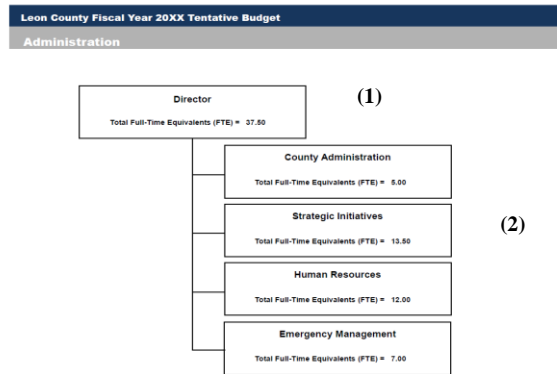 Leon County Fiscal Year 20XX Tentative Budget
Administration
(1)
Director
Total Full-Time Equivalents (FTE) = 37.50
County Administration
Total Full-Time Equivalents (FTE) = 5.00
(2)
Strategic Initiatives
Total Full-Time Equivalents (FTE) = 13.50
Human Resources
Total Full-Time Equivalents (FTE) = 12.00
Emergency Management
Total Full-Time Equivalents (FTE) = 7.00